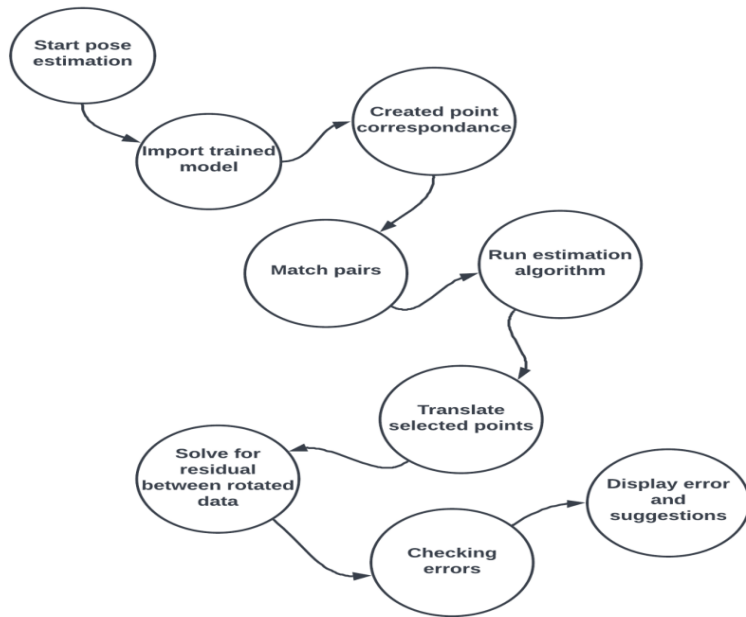 Start pose
estimation
Import trained
model
Created point
correspondance
Match pairs
Run estimation
algorithm
Translate
selected points
Solve for
residual
between rotated
data
Checking
errors
Display error
and
suggestions